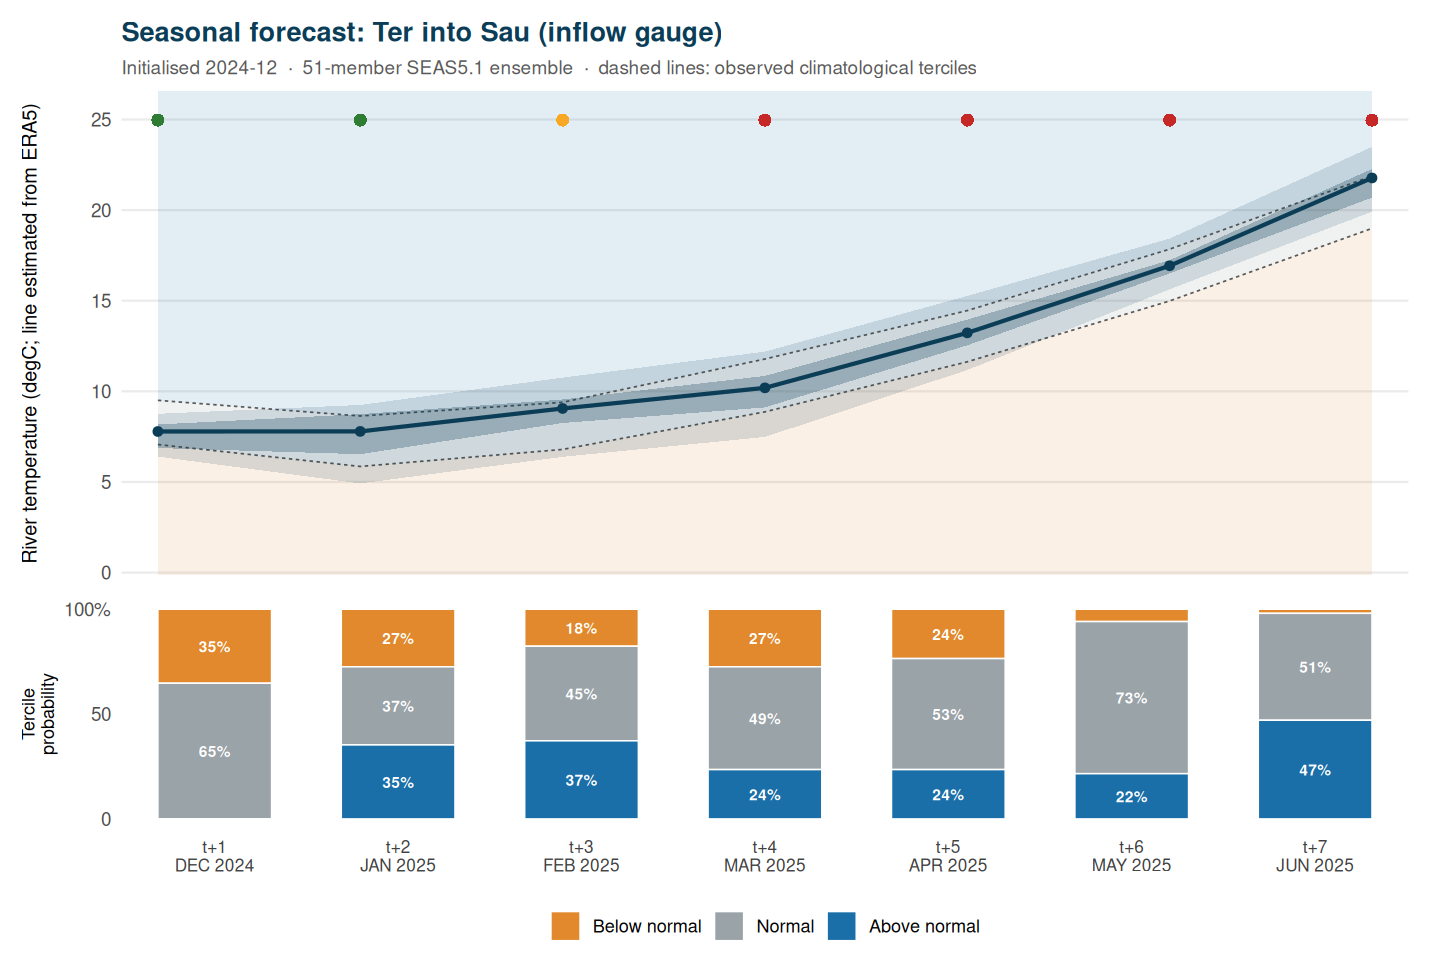 Seasonal forecast: Ter into Sau (inflow gauge)
Initialised 2024-12 · 51-member SEAS5.1 ensemble · dashed lines: observed climatological terciles
River temperature (degC; line estimated from ERA5)
25
20
15
10
5
0
Tercile
probability
100%
50
0
35%
27%
18%
27%
24%
65%
37%
45%
49%
53%
73%
51%
35%
37%
24%
24%
22%
47%
t+1
DEC 2024
t+2
JAN 2025
t+3
FEB 2025
t+4
MAR 2025
t+5
APR 2025
t+6
MAY 2025
t+7
JUN 2025
Below normal
Normal
Above normal